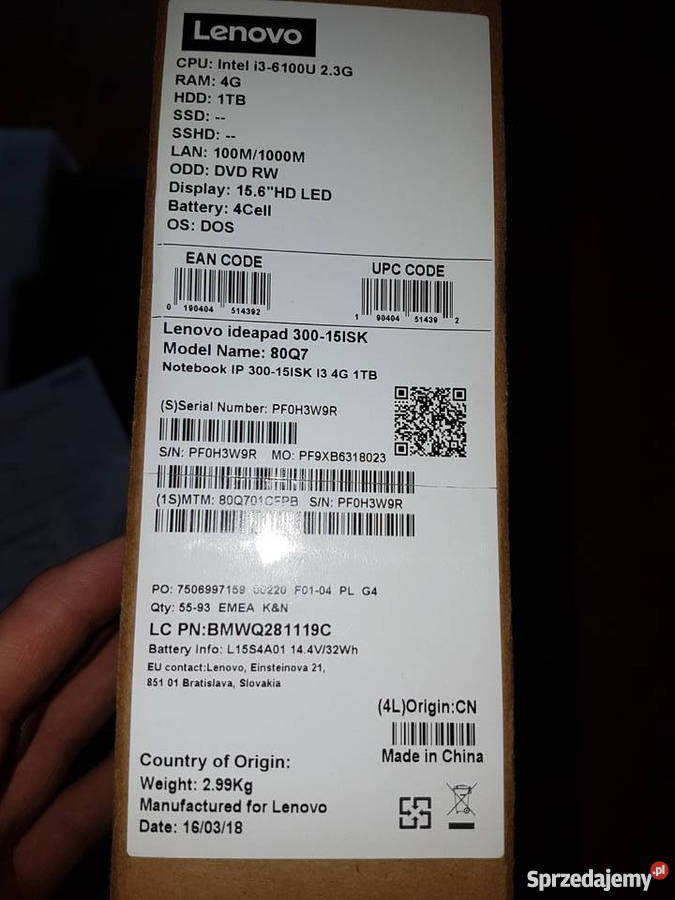 Lenovo
CPU: Intel i3-6100U 2.3G
RAM: 4G
HDD: 1TB
SSD: --
SSHD: --
LAN: 100M/1000M
ODD: DVD RW
Display: 15.6"HD LED
Battery: 4Cell
OS: DOS
EAN CODE
0 190404 514392
UPC CODE
1 90404 51439 2
Lenovo ideapad 300-15ISK
Model Name: 80Q7
Notebook IP 300-15ISK I3 4G 1TB
(S)Serial Number: PF0H3W9R
S/N: PF0H3W9R MO: PF9XB6318023
(1S)MTM: S/N: PF0H3W9R
PO: 7506997159 F01-04 PL G4
Qty: 55-93 EMEA K&N
LC PN:BMWQ281119C
Battery Info: L15S4A01 14.4V/32Wh
EU contact:Lenovo, Einsteinova 21,
851 01 Bratislava, Slovakia
(4L)Origin:CN
Made in China
Country of Origin:
Weight: 2.99Kg
Manufactured for Lenovo
Date: 16/03/18
Sprzedajemy.pl